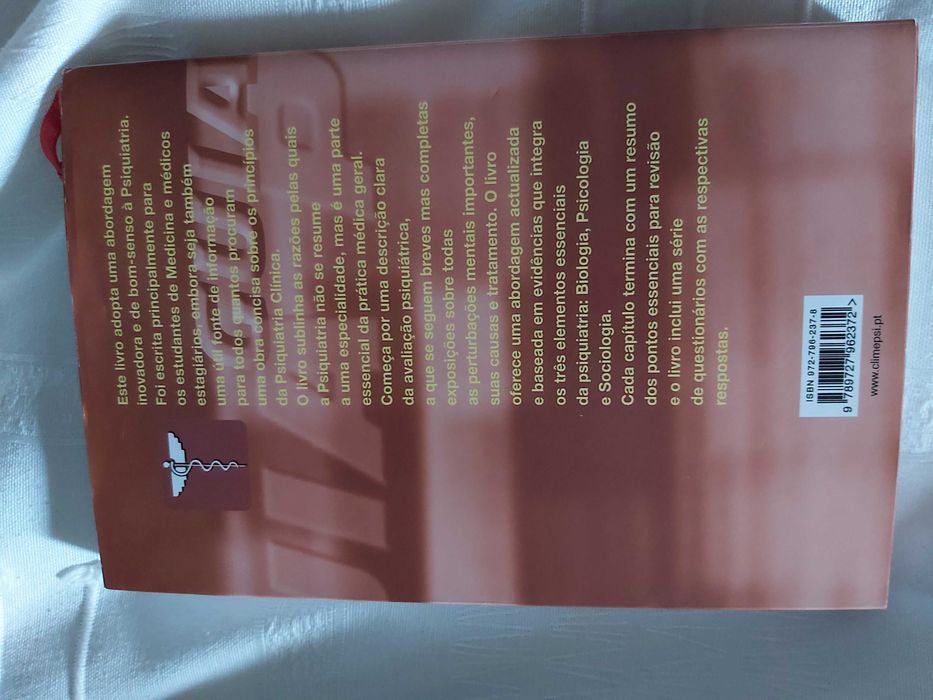 Este livro adopta uma abordagem
inovadora e de bom-senso à Psiquiatria.
Foi escrita principalmente para
os estudantes de Medicina e médicos
estagiários, embora seja também
uma útil fonte de informação
para todos quantos procuram
uma obra concisa sobre os princípios
da Psiquiatria Clínica.
O livro sublinha as razões pelas quais
a Psiquiatria não se resume
a uma especialidade, mas é uma parte
essencial da prática médica geral.
Começa por uma descrição clara
da avaliação psiquiátrica,
a que se seguem breves mas completas
exposições sobre todas
as perturbações mentais importantes,
suas causas e tratamento. O livro
oferece uma abordagem actualizada
e baseada em evidências que integra
os três elementos essenciais
da psiquiatria: Biologia, Psicologia
e Sociologia.
Cada capítulo termina com um resumo
dos pontos essenciais para revisão
e o livro inclui uma série
de questionários com as respectivas
respostas.
ISBN 972-796-237-8
9 789727 962372 >
www.climepsi.pt